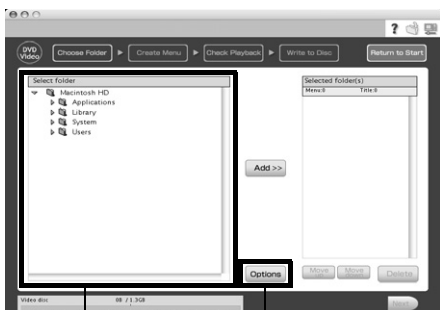 DVD Video
Choose Folder
Create Menu
Check Playback
Write to Disc
Return to Start
Select folder
Macintosh HD
Applications
Library
System
Users
Add >>
Selected folder(s)
Menu:0 Title:0
Options
Move
Move
Delete
Video disc 0B / 1.3GB
Next